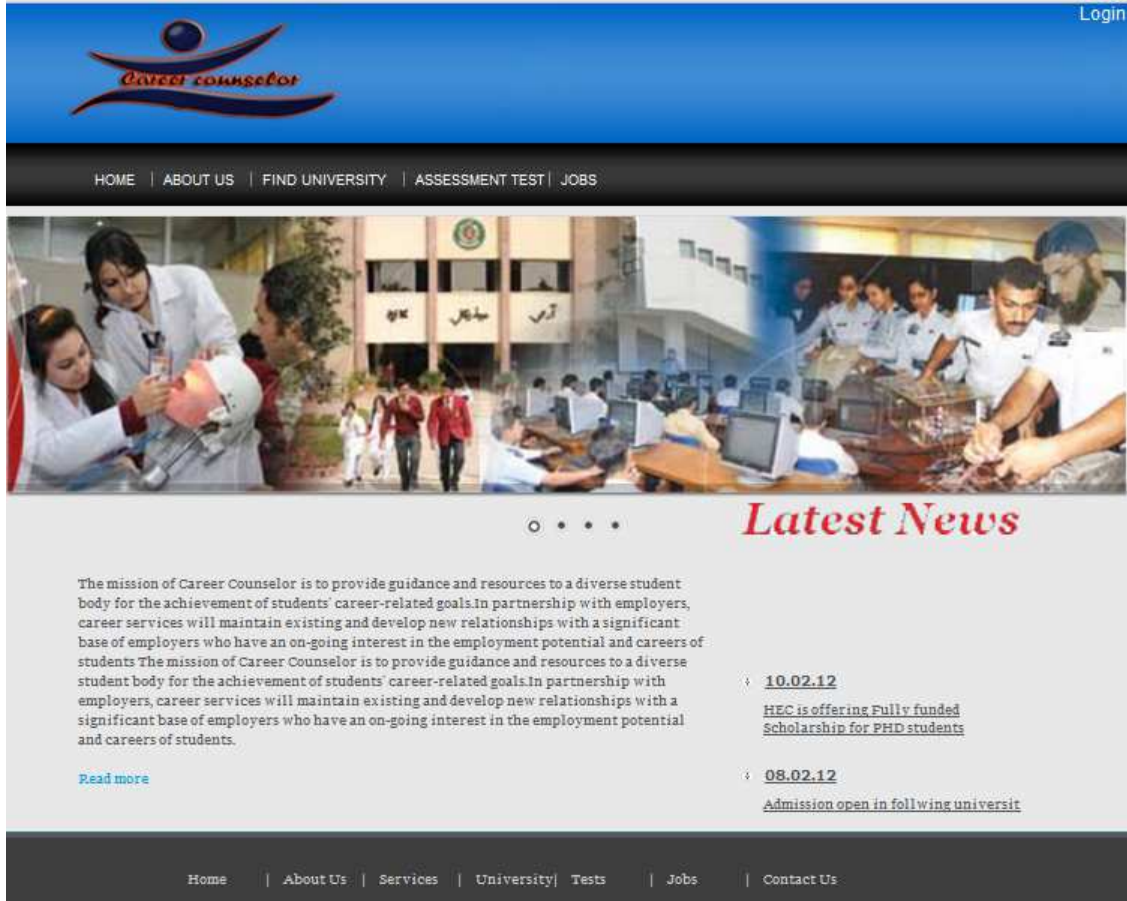 Login
Career counselor
HOME | ABOUT US | FIND UNIVERSITY | ASSESSMENT TEST | JOBS
آرمی میڈیکل کالج
Latest News
The mission of Career Counselor is to provide guidance and resources to a diverse student
body for the achievement of students' career-related goals.In partnership with employers,
career services will maintain existing and develop new relationships with a significant
base of employers who have an on-going interest in the employment potential and careers of
students The mission of Career Counselor is to provide guidance and resources to a diverse
student body for the achievement of students' career-related goals.In partnership with
employers, career services will maintain existing and develop new relationships with a
significant base of employers who have an on-going interest in the employment potential
and careers of students.
Read more
10.02.12
HEC is offering Fully funded
Scholarship for PHD students
08.02.12
Admission open in follwing universit
Home | About Us | Services | University| Tests | Jobs | Contact Us